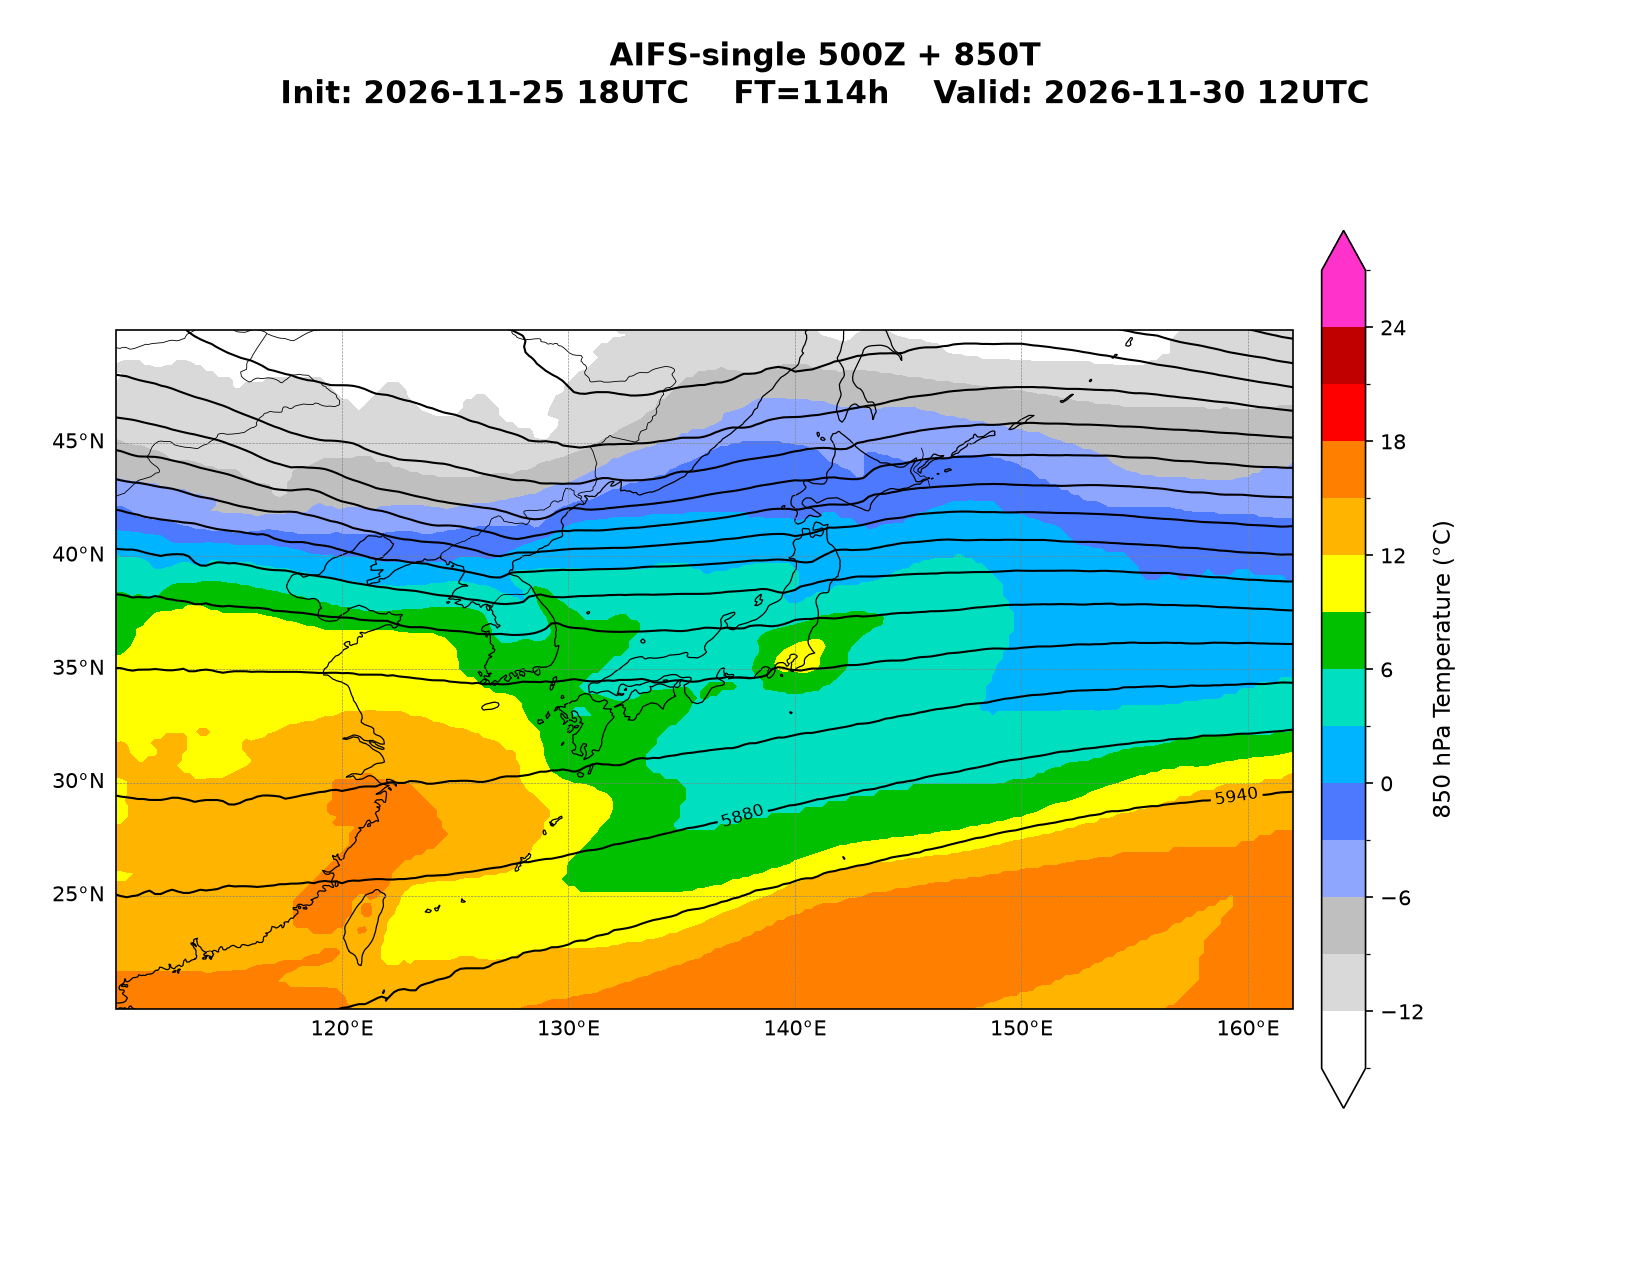 AIFS-single 500Z + 850T
Init: 2026-11-25 18UTC    FT=114h    Valid: 2026-11-30 12UTC
45°N
40°N
35°N
30°N
25°N
120°E
130°E
140°E
150°E
160°E
5880
5940
24
18
12
6
0
−6
−12
850 hPa Temperature (°C)